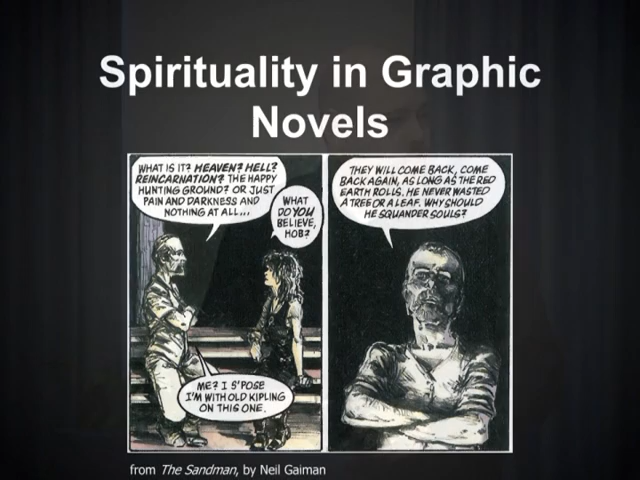 Spirituality in Graphic
Novels
WHAT IS IT? HEAVEN? HELL?
REINCARNATION? THE HAPPY
HUNTING GROUND? OR JUST
PAIN AND DARKNESS AND
NOTHING AT ALL...
WHAT
DO YOU
BELIEVE,
HOB?
ME? I S'POSE
I'M WITH OLD KIPLING
ON THIS ONE.
THEY WILL COME BACK, COME
BACK AGAIN, AS LONG AS THE RED
EARTH ROLLS. HE NEVER WASTED
A TREE OR A LEAF. WHY SHOULD
HE SQUANDER SOULS?
from The Sandman, by Neil Gaiman